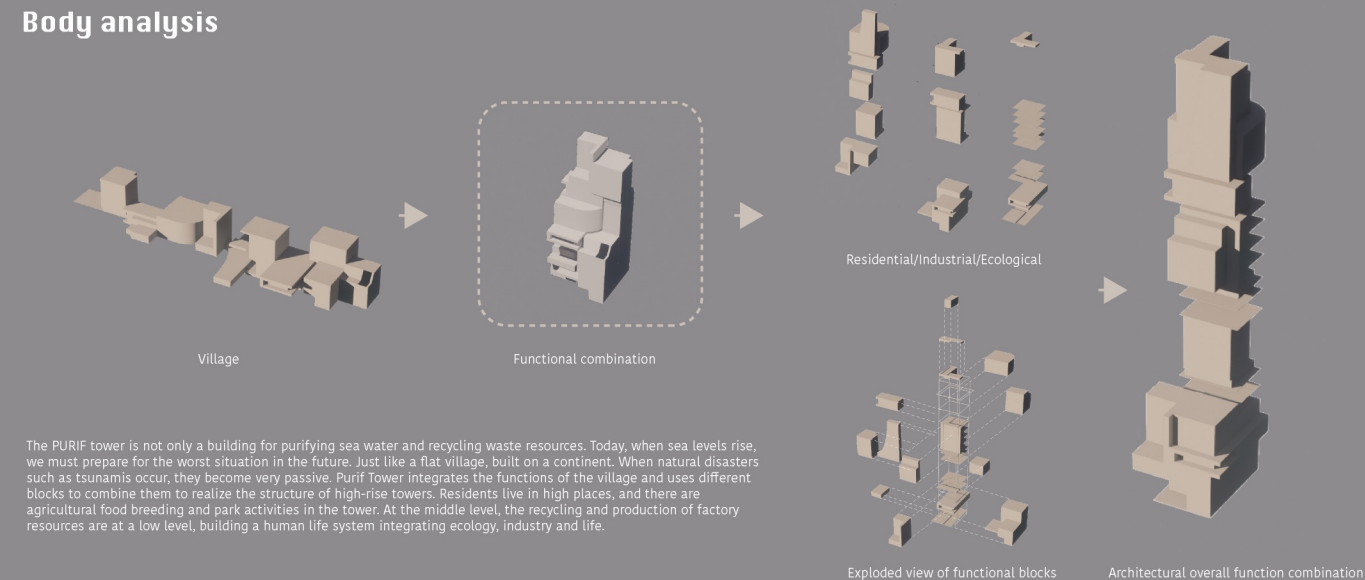 Body analysis
Village
Functional combination
Residential/Industrial/Ecological
Exploded view of functional blocks
Architectural overall function combination
The PURIF tower is not only a building for purifying sea water and recycling waste resources. Today, when sea levels rise,
we must prepare for the worst situation in the future. Just like a flat village, built on a continent. When natural disasters
such as tsunamis occur, they become very passive. Purif Tower integrates the functions of the village and uses different
blocks to combine them to realize the structure of high-rise towers. Residents live in high places, and there are
agricultural food breeding and park activities in the tower. At the middle level, the recycling and production of factory
resources are at a low level, building a human life system integrating ecology, industry and life.